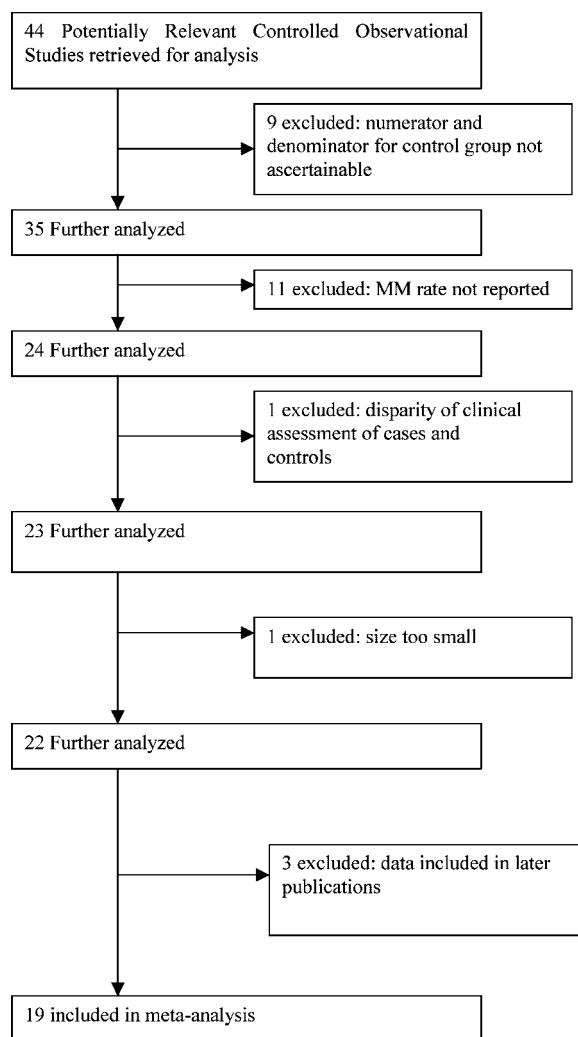 44 Potentially Relevant Controlled Observational
Studies retrieved for analysis
9 excluded: numerator and
denominator for control group not
ascertainable
35 Further analyzed
11 excluded: MM rate not reported
24 Further analyzed
1 excluded: disparity of clinical
assessment of cases and
controls
23 Further analyzed
1 excluded: size too small
22 Further analyzed
3 excluded: data included in later
publications
19 included in meta-analysis